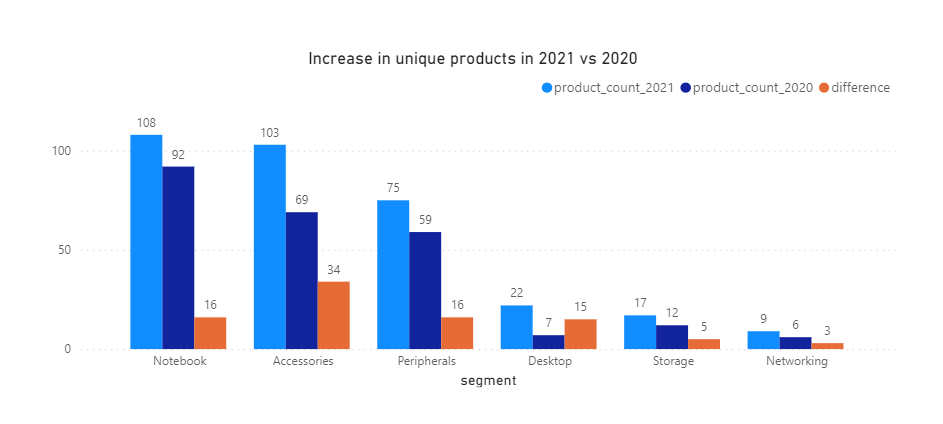 Increase in unique products in 2021 vs 2020
product_count_2021 product_count_2020 difference
108 92 16
103 69 34
75 59 16
22 7 15
17 12 5
9 6 3
100
50
0
Notebook Accessories Peripherals Desktop Storage Networking
segment